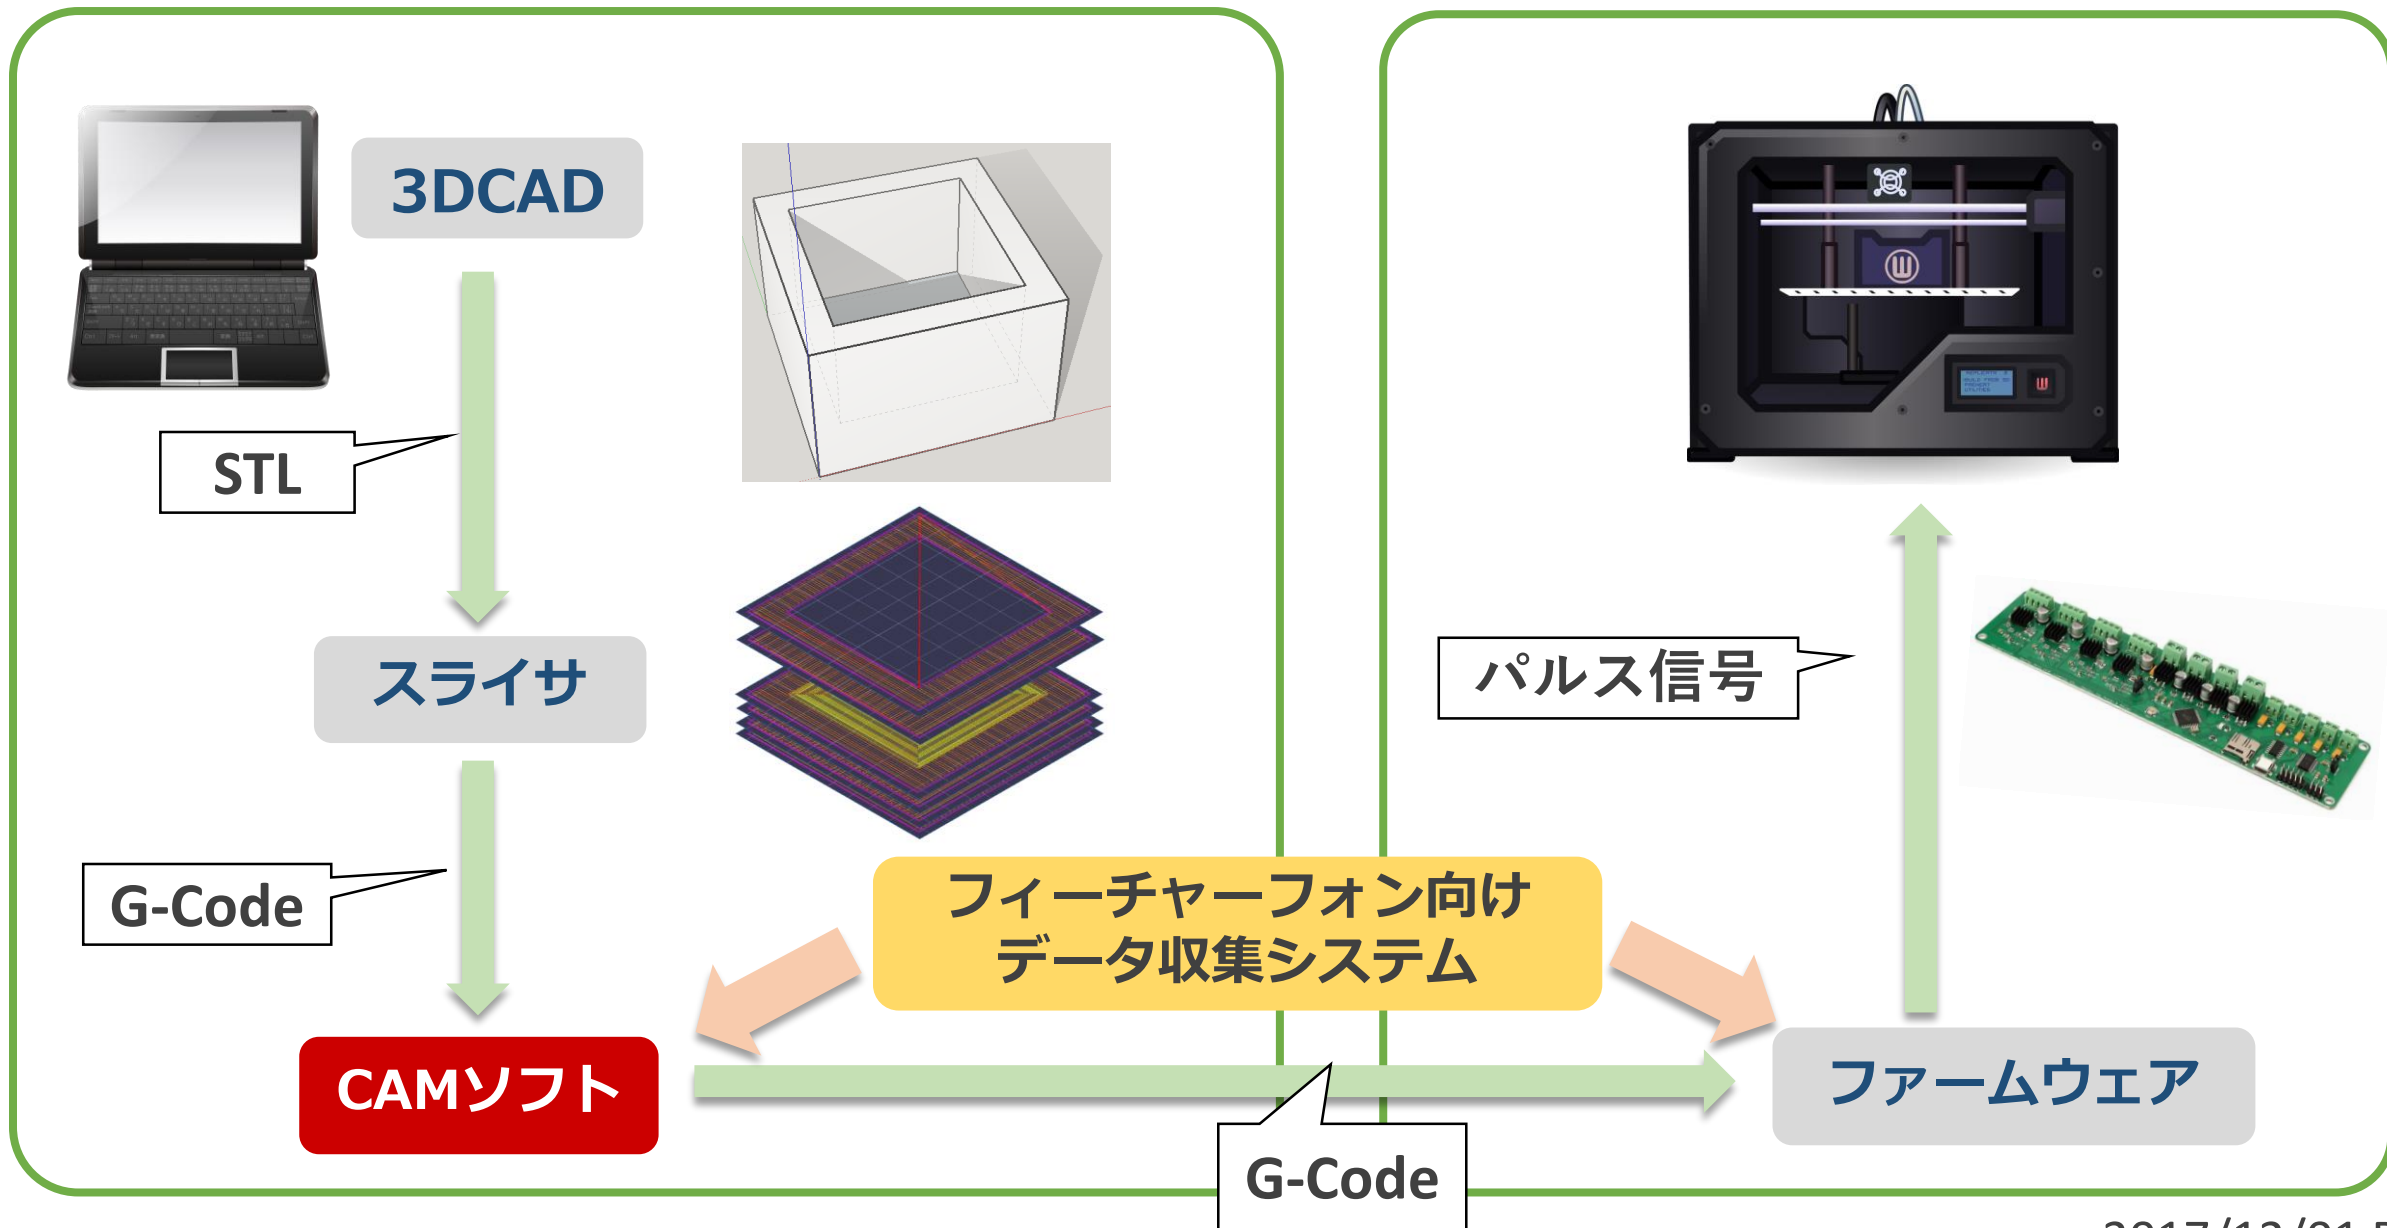 3DCAD
STL
スライサ
G-Code
CAMソフト
フィーチャーフォン向け
データ収集システム
G-Code
パルス信号
ファームウェア